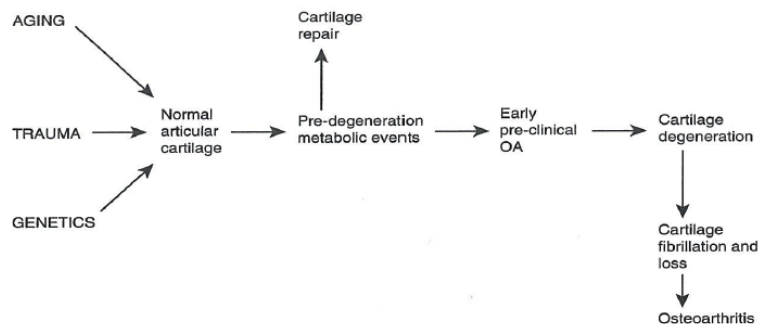 AGING
TRAUMA
GENETICS
Normal
articular
cartilage
Cartilage
repair
Pre-degeneration
metabolic events
Early
pre-clinical
OA
Cartilage
degeneration
Cartilage
fibrillation and
loss
Osteoarthritis